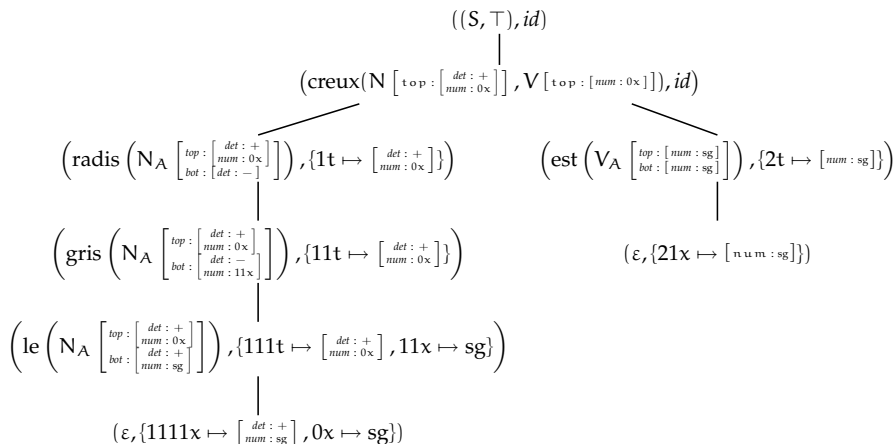 ((S, ⊤), id)
(creux(N [top : [det : + num : 0x]], V [top : [num : 0x]]), id)
(radis (N_A [top : [det : + num : 0x] bot : [det : −]]), {1t ↦ [det : + num : 0x]})
(est (V_A [top : [num : sg] bot : [num : sg]]), {2t ↦ [num : sg]})
(gris (N_A [top : [det : + num : 0x] bot : [det : − num : 11x]]), {11t ↦ [det : + num : 0x]})
(ε, {21x ↦ [num : sg]})
(le (N_A [top : [det : + num : 0x] bot : [det : + num : sg]]), {111t ↦ [det : + num : 0x], 11x ↦ sg})
(ε, {1111x ↦ [det : + num : sg], 0x ↦ sg})